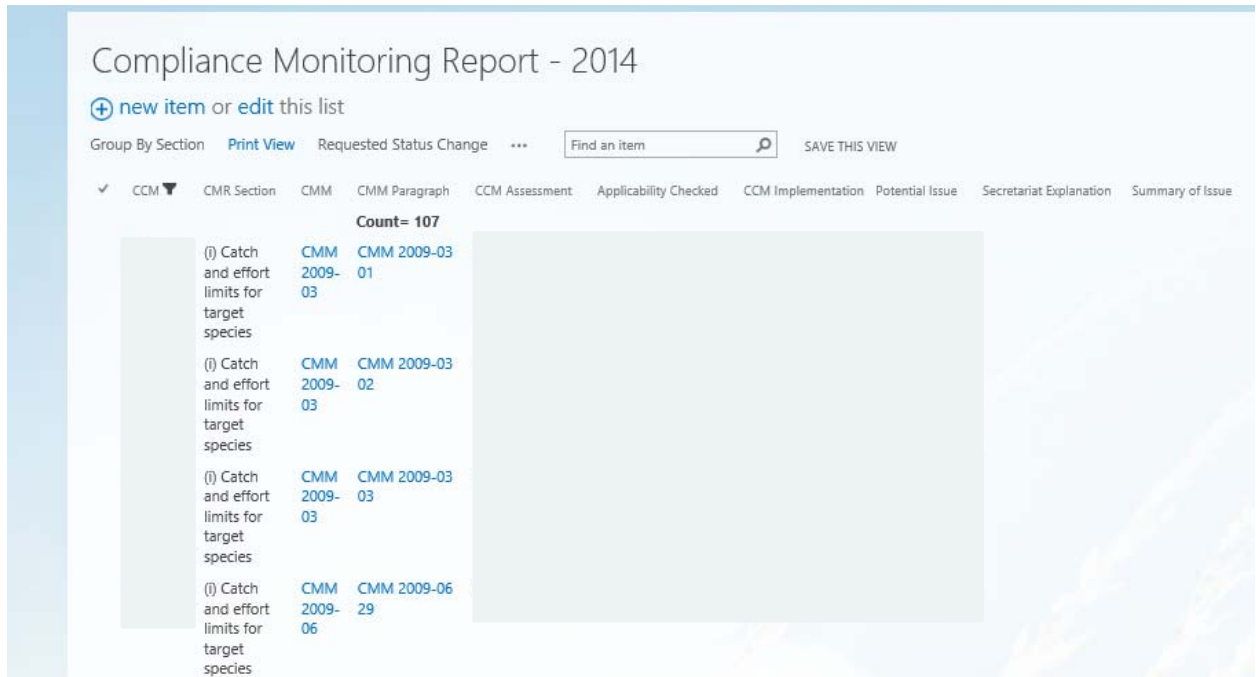 Compliance Monitoring Report - 2014
new item or edit this list
Group By Section Print View Requested Status Change ... Find an item SAVE THIS VIEW
CCM CMR Section CMM CMM Paragraph CCM Assessment Applicability Checked CCM Implementation Potential Issue Secretariat Explanation Summary of Issue
Count= 107
(i) Catch CMM CMM 2009-03
and effort 2009- 01
limits for 03
target
species
(i) Catch CMM CMM 2009-03
and effort 2009- 02
limits for 03
target
species
(i) Catch CMM CMM 2009-03
and effort 2009- 03
limits for 03
target
species
(i) Catch CMM CMM 2009-06
and effort 2009- 29
limits for 06
target
species